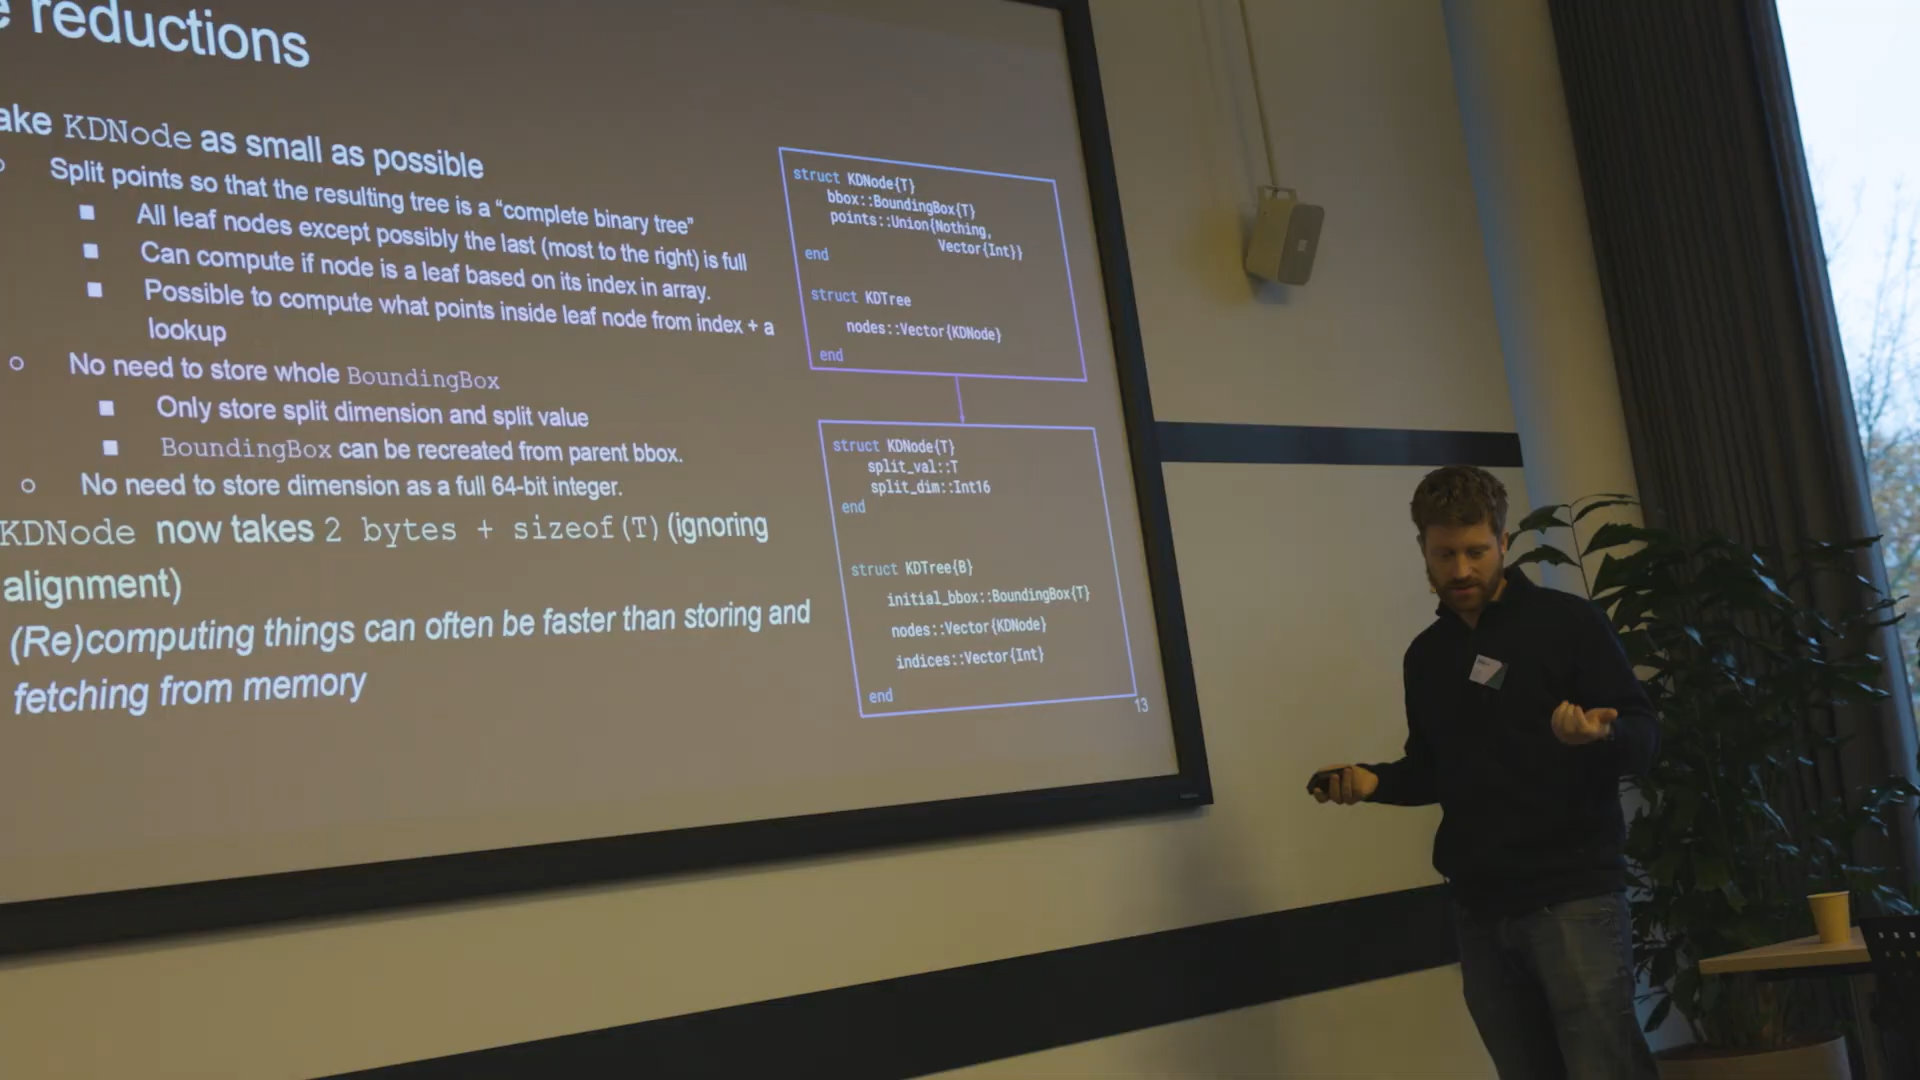 reductions
KDNode as small as possible
Split points so that the resulting tree is a “complete binary tree”
All leaf nodes except possibly the last (most to the right) is full
Can compute if node is a leaf based on its index in array.
Possible to compute what points inside leaf node from index + a
lookup
No need to store whole BoundingBox
Only store split dimension and split value
BoundingBox can be recreated from parent bbox.
No need to store dimension as a full 64-bit integer.
KDNode now takes 2 bytes + sizeof(T) (ignoring
alignment)
(Re)computing things can often be faster than storing and
fetching from memory
struct KDNode{T}
bbox::BoundingBox{T}
points::Union{Nothing,
Vector{Int}}
end
struct KDTree
nodes::Vector{KDNode}
end
struct KDNode{T}
split_val::T
split_dim::Int16
end
struct KDTree{B}
initial_bbox::BoundingBox{T}
nodes::Vector{KDNode}
indices::Vector{Int}
end
13